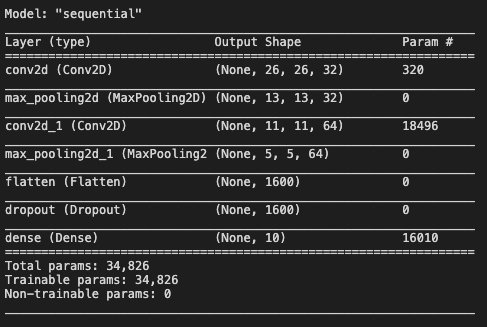 Model: "sequential"
Layer (type) Output Shape Param #
conv2d (Conv2D) (None, 26, 26, 32) 320
max_pooling2d (MaxPooling2D) (None, 13, 13, 32) 0
conv2d_1 (Conv2D) (None, 11, 11, 64) 18496
max_pooling2d_1 (MaxPooling2 (None, 5, 5, 64) 0
flatten (Flatten) (None, 1600) 0
dropout (Dropout) (None, 1600) 0
dense (Dense) (None, 10) 16010
Total params: 34,826
Trainable params: 34,826
Non-trainable params: 0